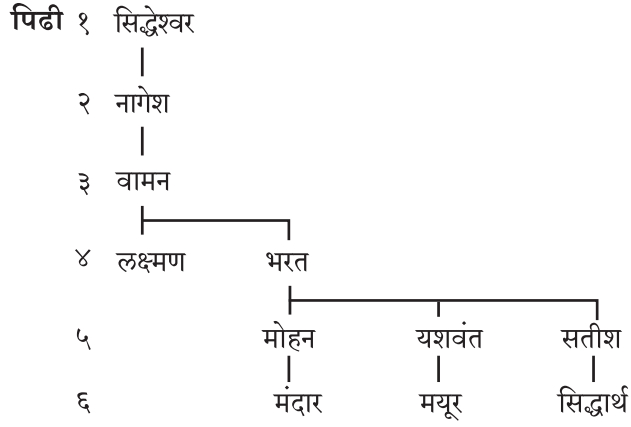 पिढी १ सिद्धेश्वर
२ नागेश
३ वामन
४ लक्ष्मण भरत
५ मोहन यशवंत सतीश
६ मंदार मयूर सिद्धार्थ